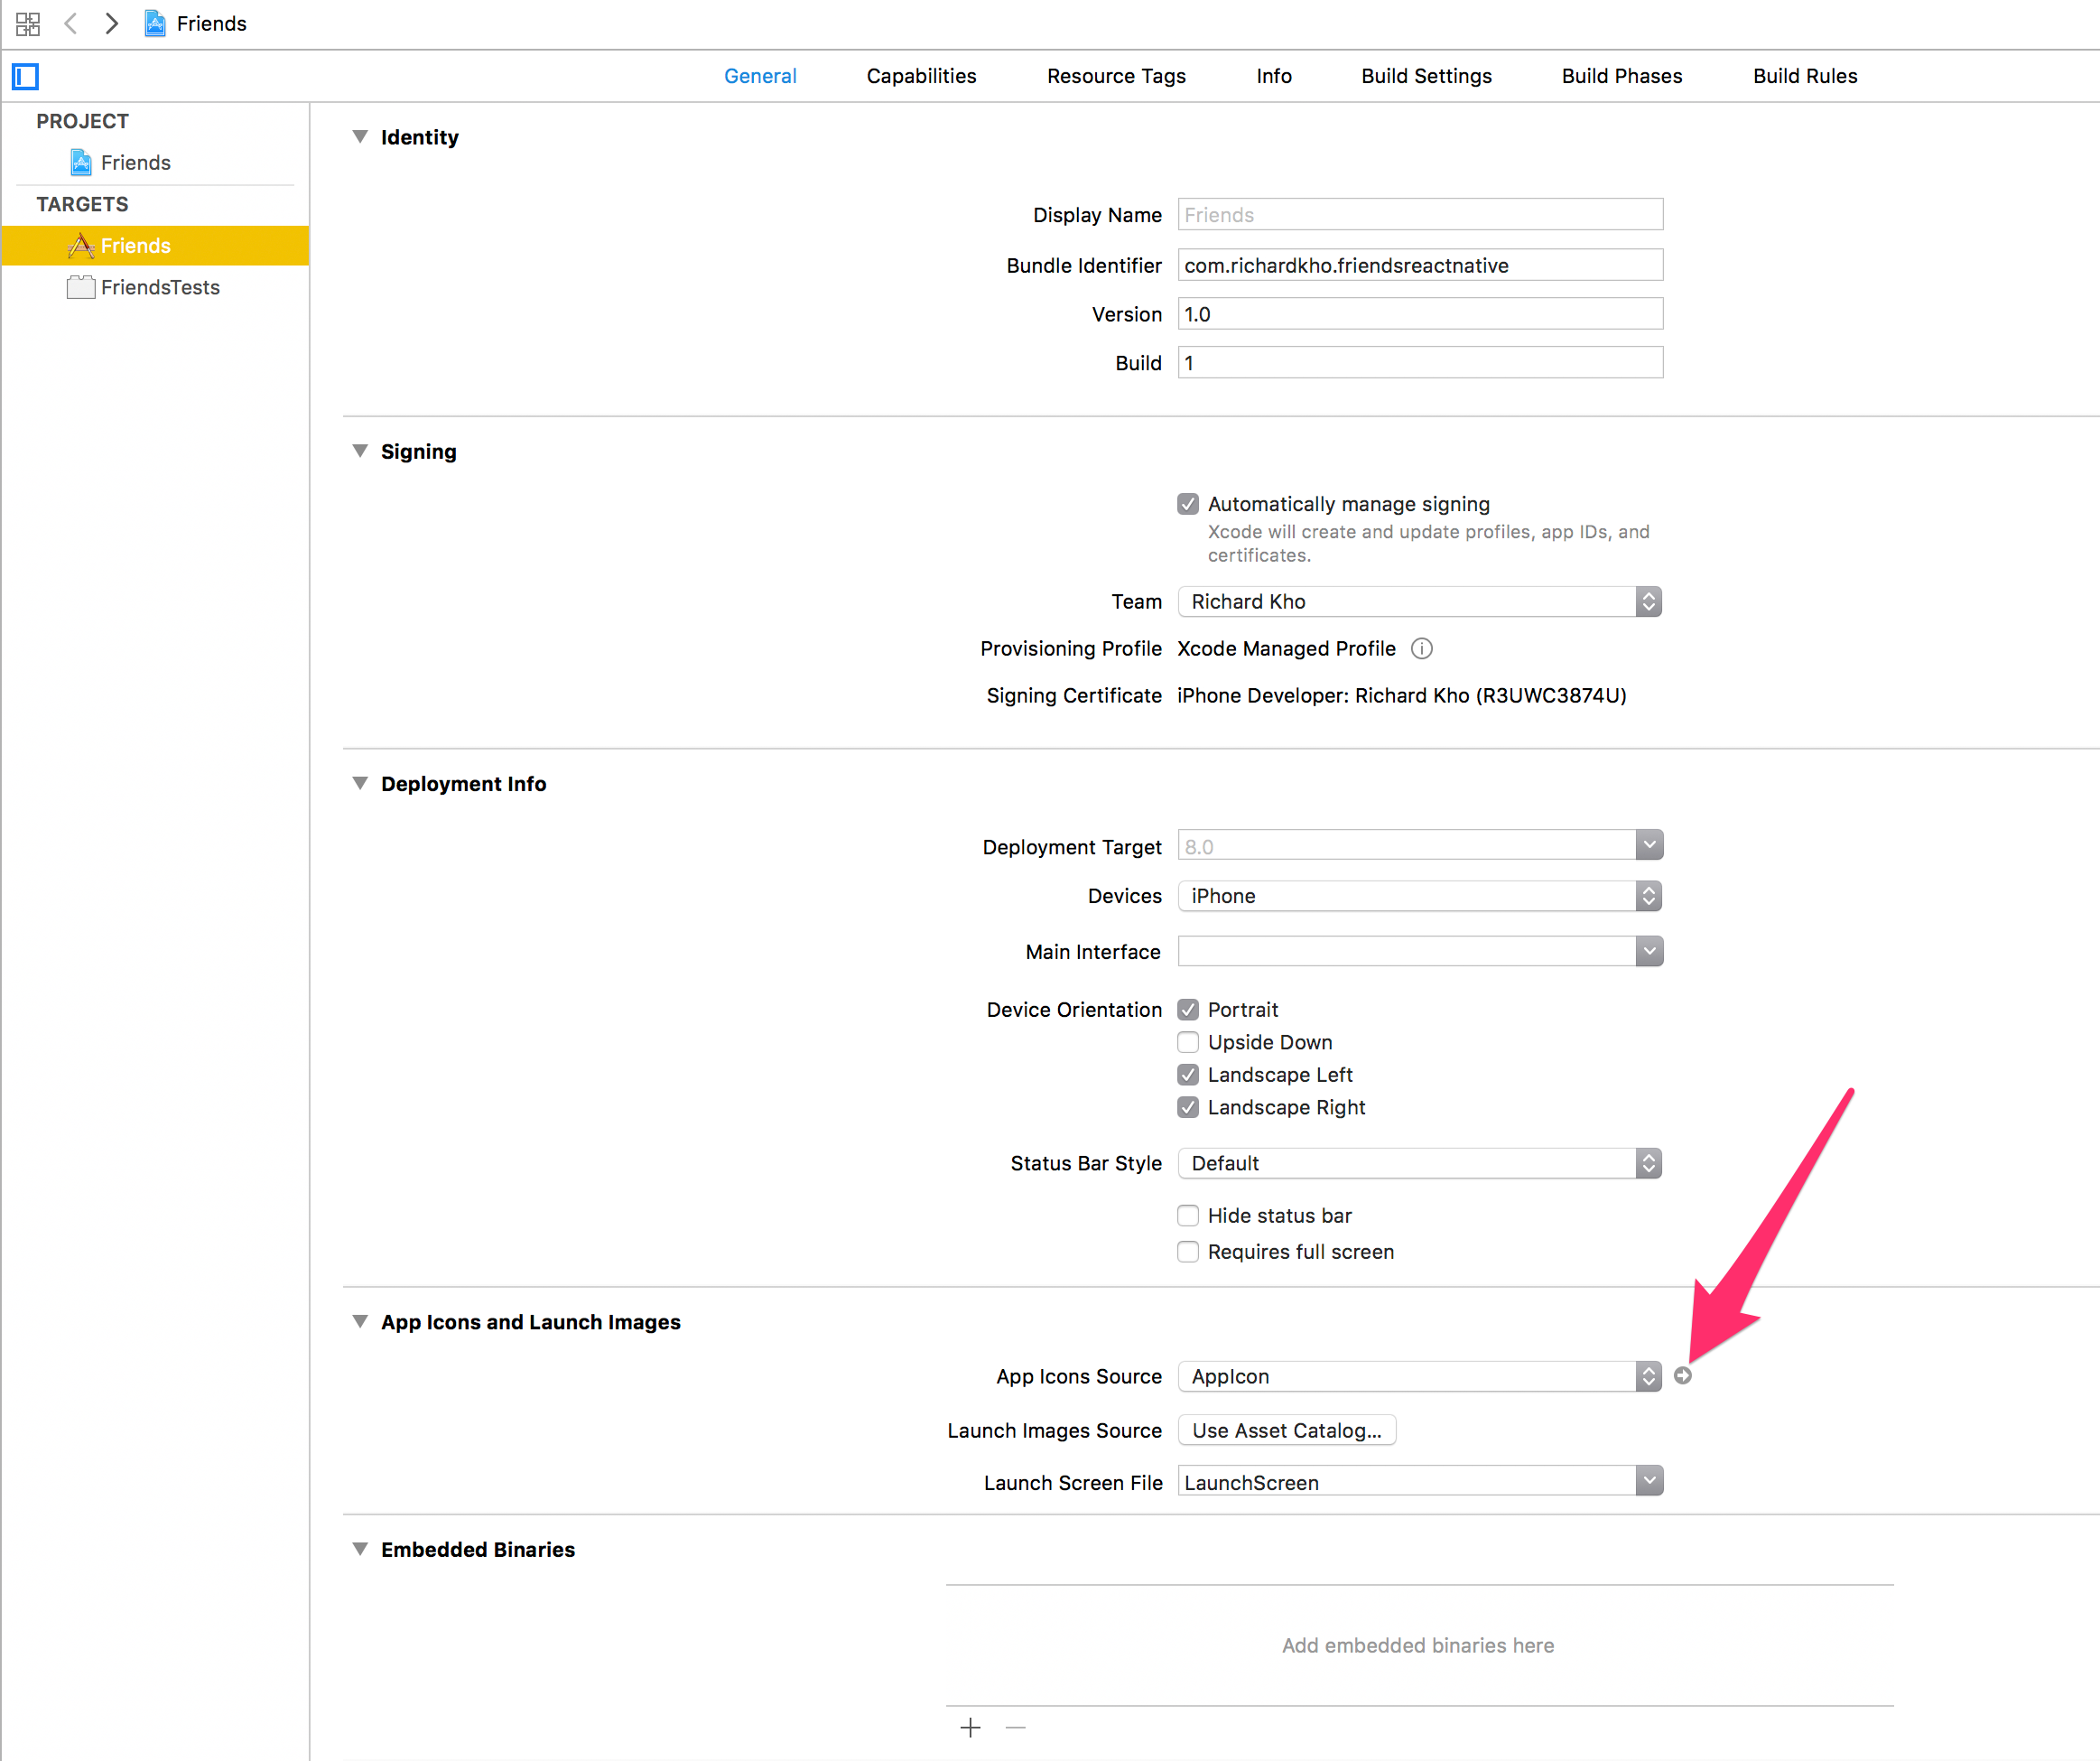 Friends
General Capabilities Resource Tags Info Build Settings Build Phases Build Rules
PROJECT
Friends
TARGETS
Friends
FriendsTests
Identity
Display Name Friends
Bundle Identifier com.richardkho.friendsreactnative
Version 1.0
Build 1
Signing
Automatically manage signing
Xcode will create and update profiles, app IDs, and
certificates.
Team Richard Kho
Provisioning Profile Xcode Managed Profile
Signing Certificate iPhone Developer: Richard Kho (R3UWC3874U)
Deployment Info
Deployment Target 8.0
Devices iPhone
Main Interface
Device Orientation Portrait
Upside Down
Landscape Left
Landscape Right
Status Bar Style Default
Hide status bar
Requires full screen
App Icons and Launch Images
App Icons Source AppIcon
Launch Images Source Use Asset Catalog...
Launch Screen File LaunchScreen
Embedded Binaries
Add embedded binaries here